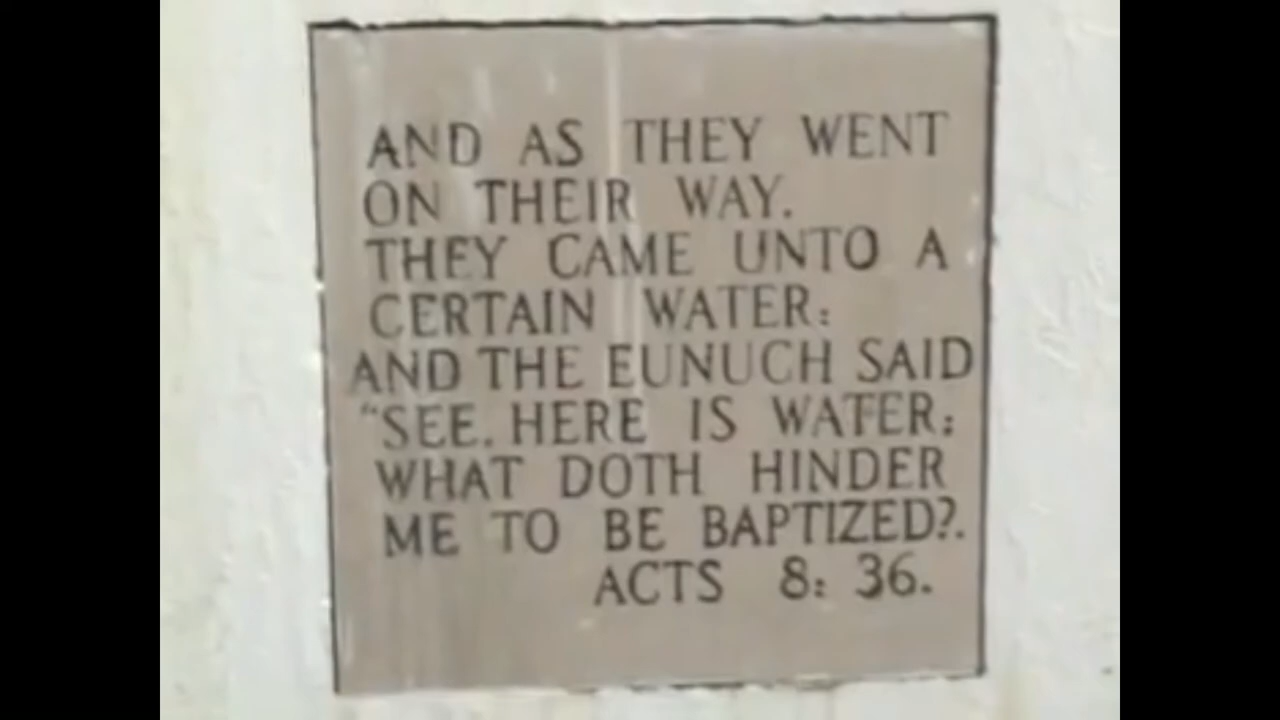 AND AS THEY WENT
ON THEIR WAY.
THEY CAME UNTO A
CERTAIN WATER:
AND THE EUNUCH SAID
“SEE. HERE IS WATER:
WHAT DOTH HINDER
ME TO BE BAPTIZED?.
ACTS 8: 36.